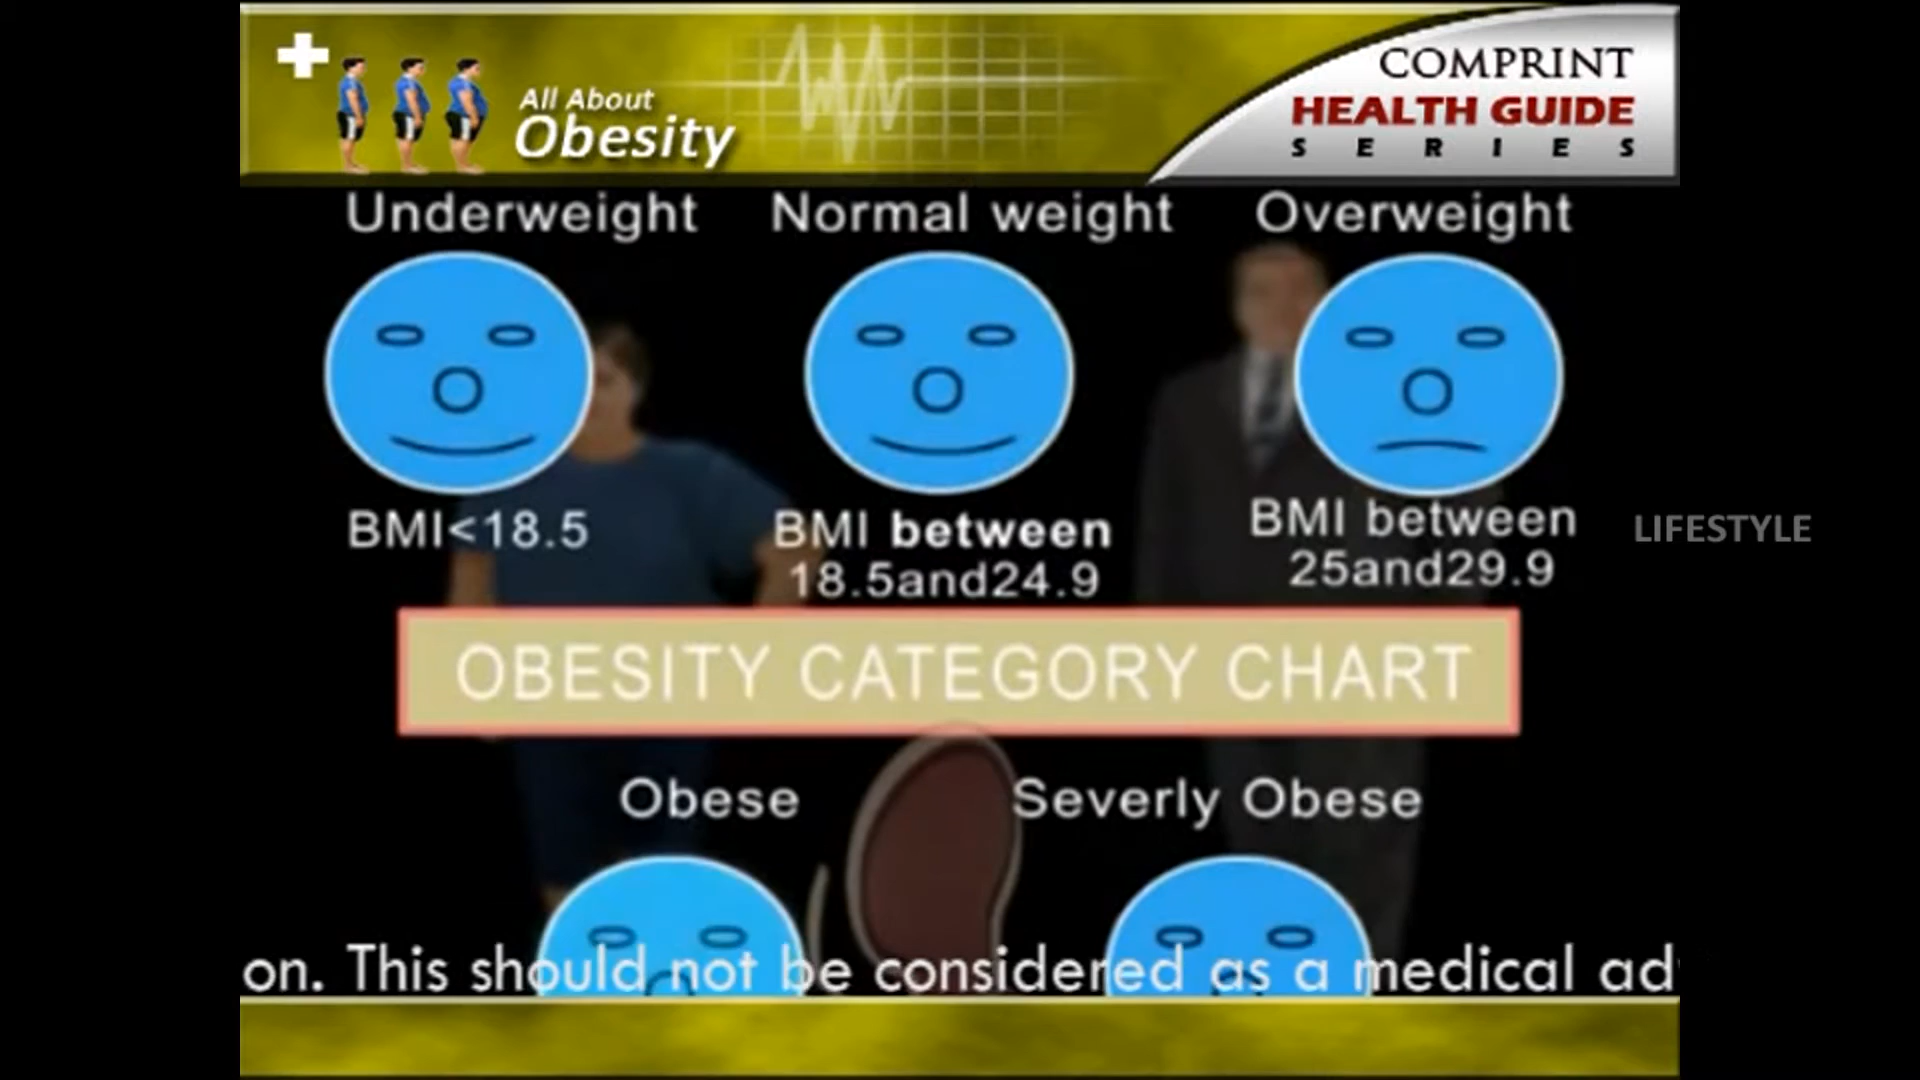 All About
Obesity
COMPRINT
HEALTH GUIDE
SERIES
Underweight
Normal weight
Overweight
BMI<18.5
BMI between
18.5and24.9
BMI between
25and29.9
LIFESTYLE
OBESITY CATEGORY CHART
Obese
Severly Obese
on. This should not be considered as a medical ad